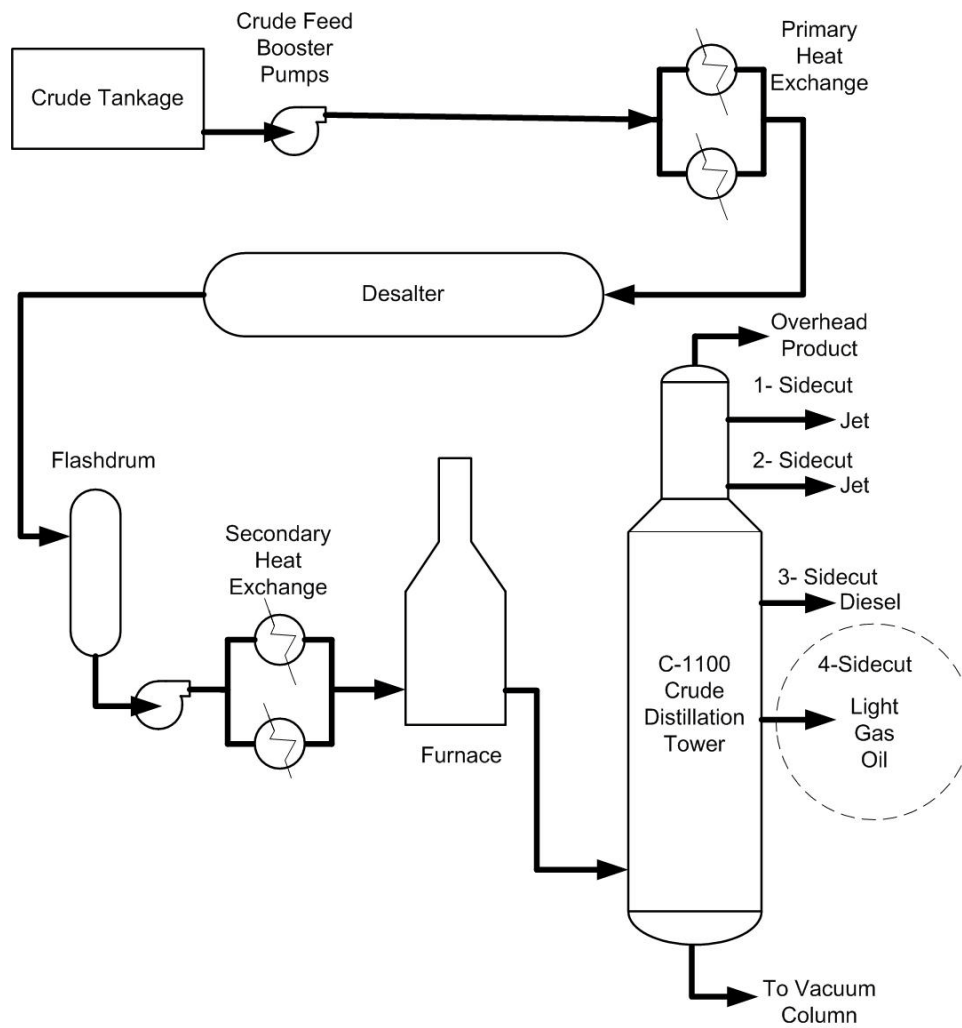 Crude Tankage
Crude Feed
Booster
Pumps
Primary
Heat
Exchange
Desalter
Overhead
Product
1- Sidecut
Jet
2- Sidecut
Jet
Flashdrum
Secondary
Heat
Exchange
Furnace
C-1100
Crude
Distillation
Tower
3- Sidecut
Diesel
4-Sidecut
Light
Gas
Oil
To Vacuum
Column